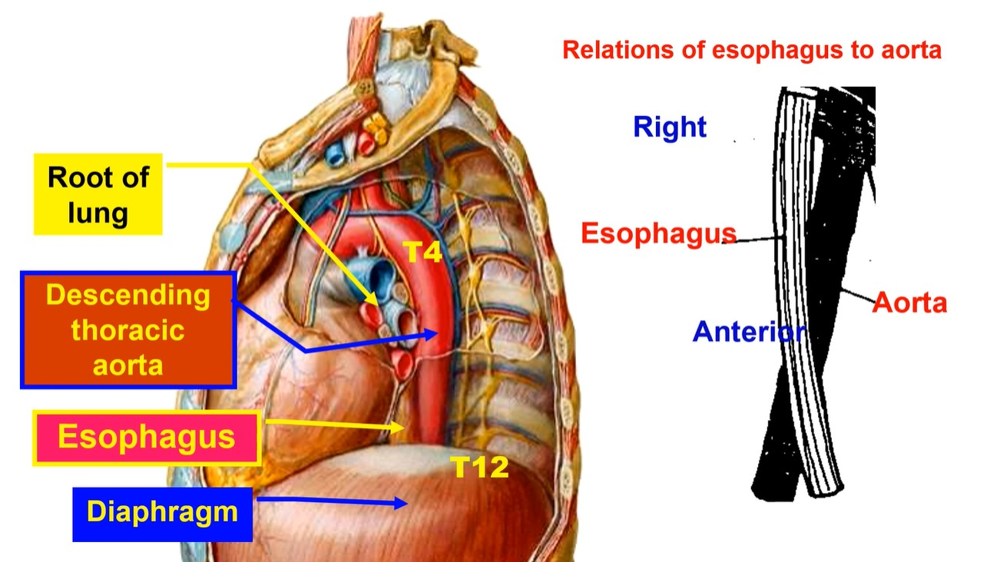 Relations of esophagus to aorta
Right
Root of
lung
Esophagus
T4
Descending
thoracic
aorta
Aorta
Anterior
Esophagus
T12
Diaphragm